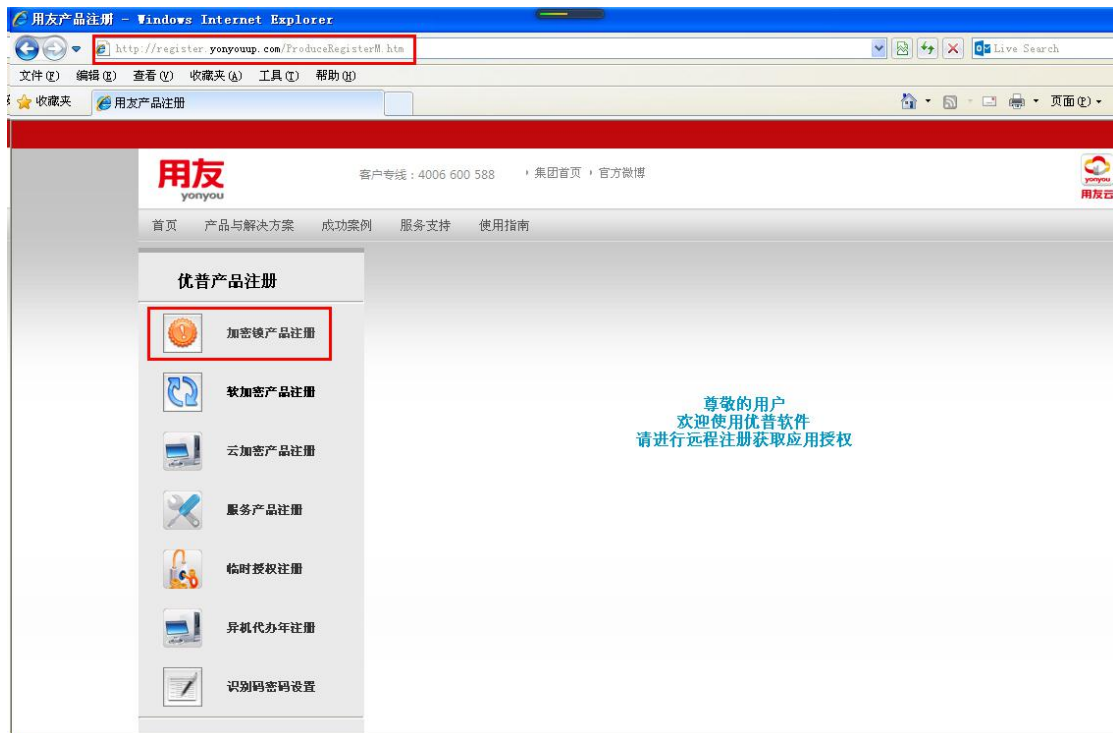 用友产品注册 - Windows Internet Explorer
http://register.yonyouup.com/ProduceRegisterM.htm
Live Search
文件(F) 编辑(E) 查看(V) 收藏夹(A) 工具(T) 帮助(H)
收藏夹 用友产品注册 页面(P)
用友
yonyou
客户专线：4006 600 588 集团首页 官方微博
yonyou
用友云
首页 产品与解决方案 成功案例 服务支持 使用指南
优普产品注册
加密镜产品注册
软加密产品注册
云加密产品注册
服务产品注册
临时授权注册
异机代办年注册
识别码密码设置
尊敬的用户
欢迎使用优普软件
请进行远程注册获取应用授权